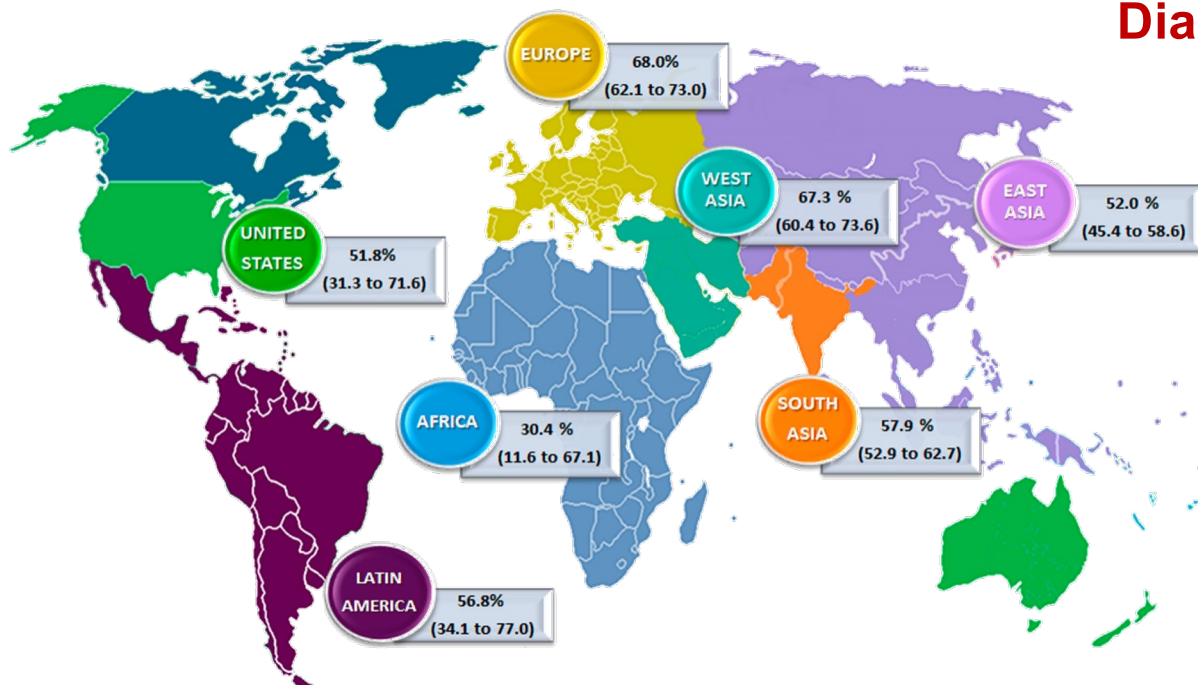 Dia
EUROPE
68.0%
(62.1 to 73.0)
WEST
ASIA
67.3 %
(60.4 to 73.6)
EAST
ASIA
52.0 %
(45.4 to 58.6)
UNITED
STATES
51.8%
(31.3 to 71.6)
AFRICA
30.4 %
(11.6 to 67.1)
SOUTH
ASIA
57.9 %
(52.9 to 62.7)
LATIN
AMERICA
56.8%
(34.1 to 77.0)